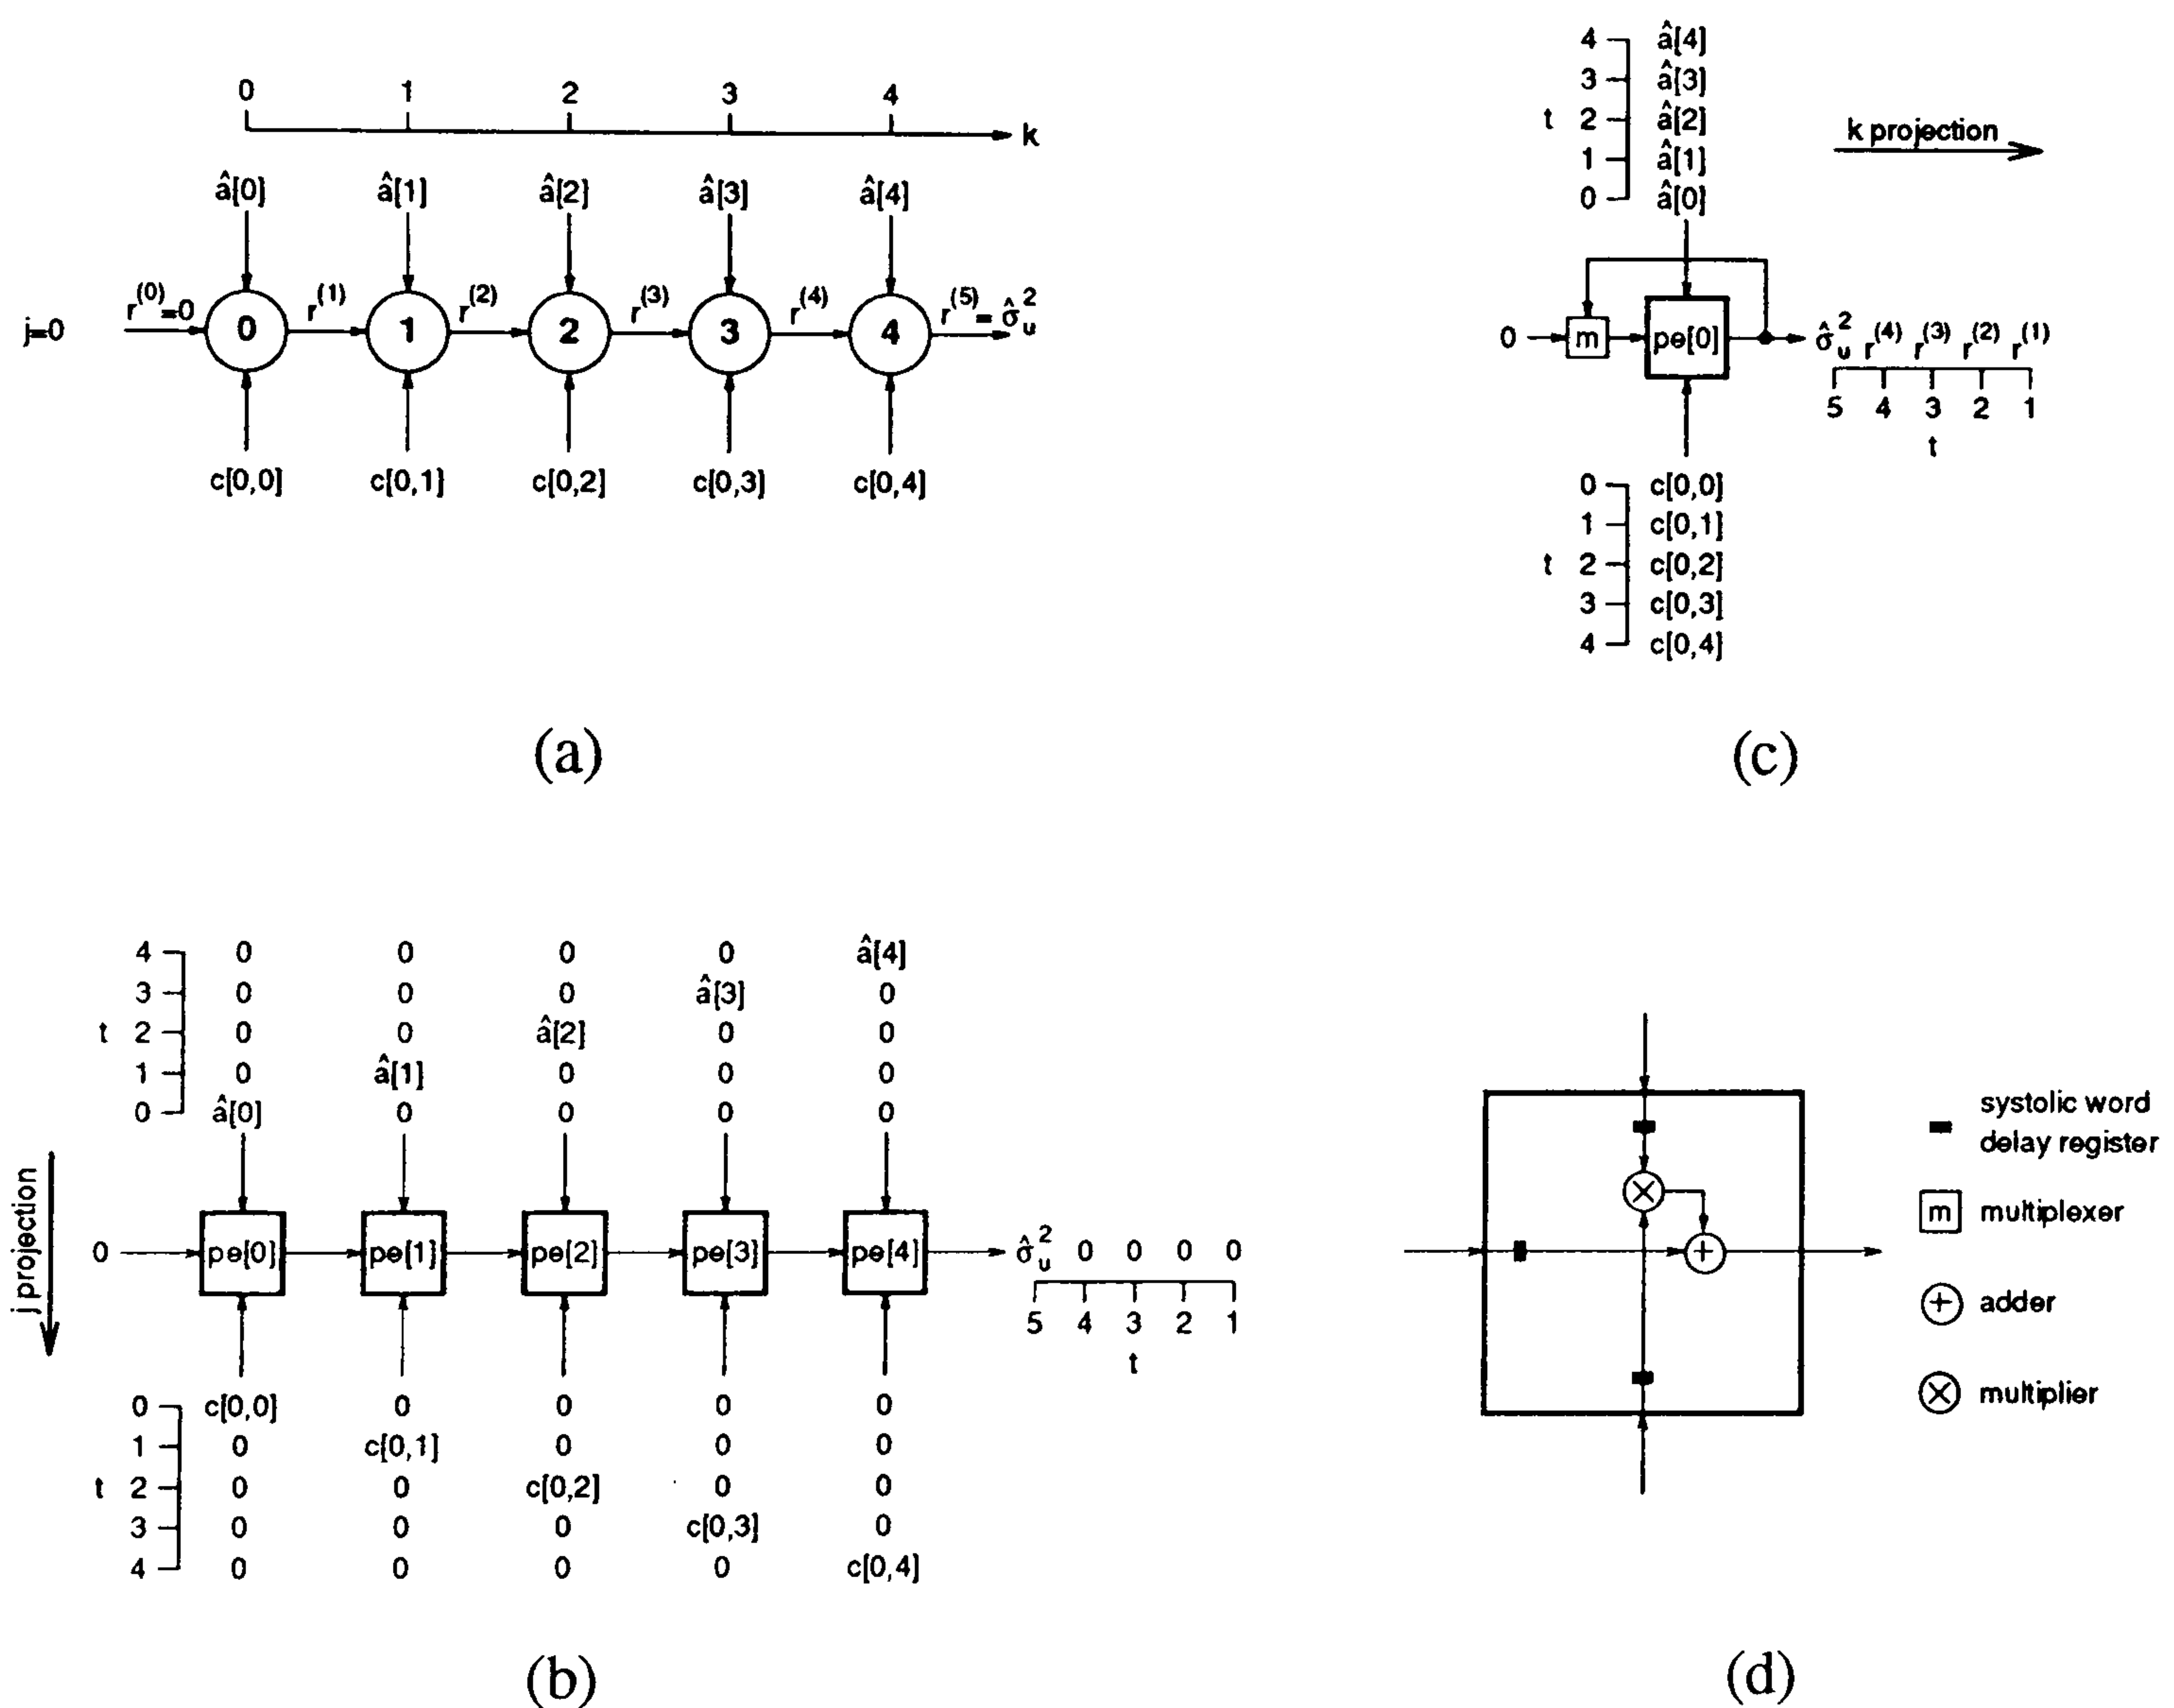 0 1 2 3 4
k
â[0] â[1] â[2] â[3] â[4]
j=0 r^(0)=0 0 r^(1) 1 r^(2) 2 r^(3) 3 r^(4) 4 r^(5)=σ̂_u^2
c[0,0] c[0,1] c[0,2] c[0,3] c[0,4]
(a)
4 â[4]
3 â[3]
t 2 â[2]
1 â[1]
0 â[0]
k projection
0 m pe[0] σ̂_u^2 r^(4) r^(3) r^(2) r^(1)
5 4 3 2 1
t
0 c[0,0]
1 c[0,1]
t 2 c[0,2]
3 c[0,3]
4 c[0,4]
(c)
4 0 0 0 0 â[4]
3 0 0 0 â[3] 0
t 2 0 0 â[2] 0 0
1 0 â[1] 0 0 0
0 â[0] 0 0 0 0
j projection
0 pe[0] pe[1] pe[2] pe[3] pe[4] σ̂_u^2 0 0 0 0
5 4 3 2 1
t
0 c[0,0] 0 0 0 0
1 0 c[0,1] 0 0 0
t 2 0 0 c[0,2] 0 0
3 0 0 0 c[0,3] 0
4 0 0 0 0 c[0,4]
(b)
systolic word
delay register
m multiplexer
+ adder
× multiplier
× +
(d)